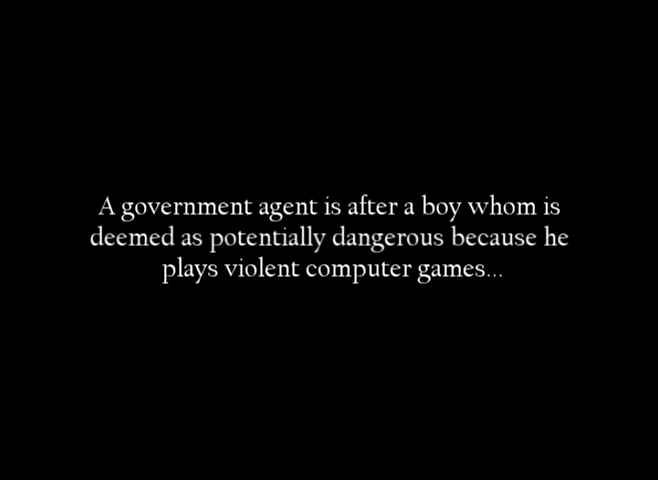 A government agent is after a boy whom is
deemed as potentially dangerous because he
plays violent computer games...